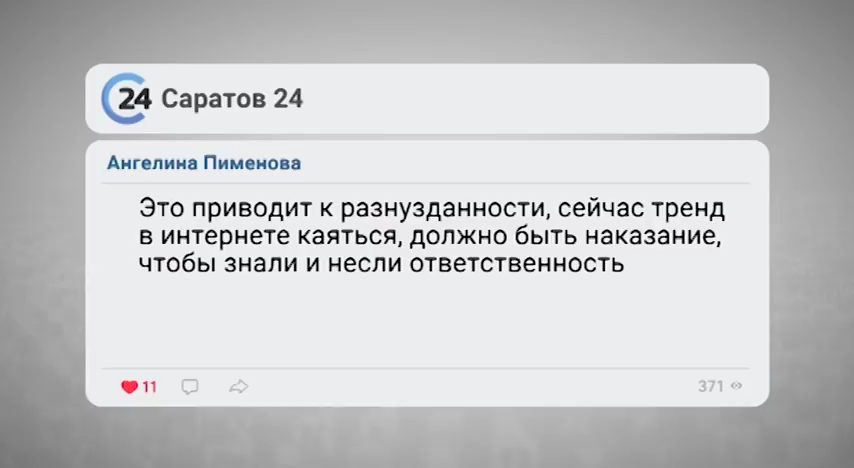 24 Саратов 24
Ангелина Пименова
Это приводит к разнузданности, сейчас тренд
в интернете каяться, должно быть наказание,
чтобы знали и несли ответственность
11
371